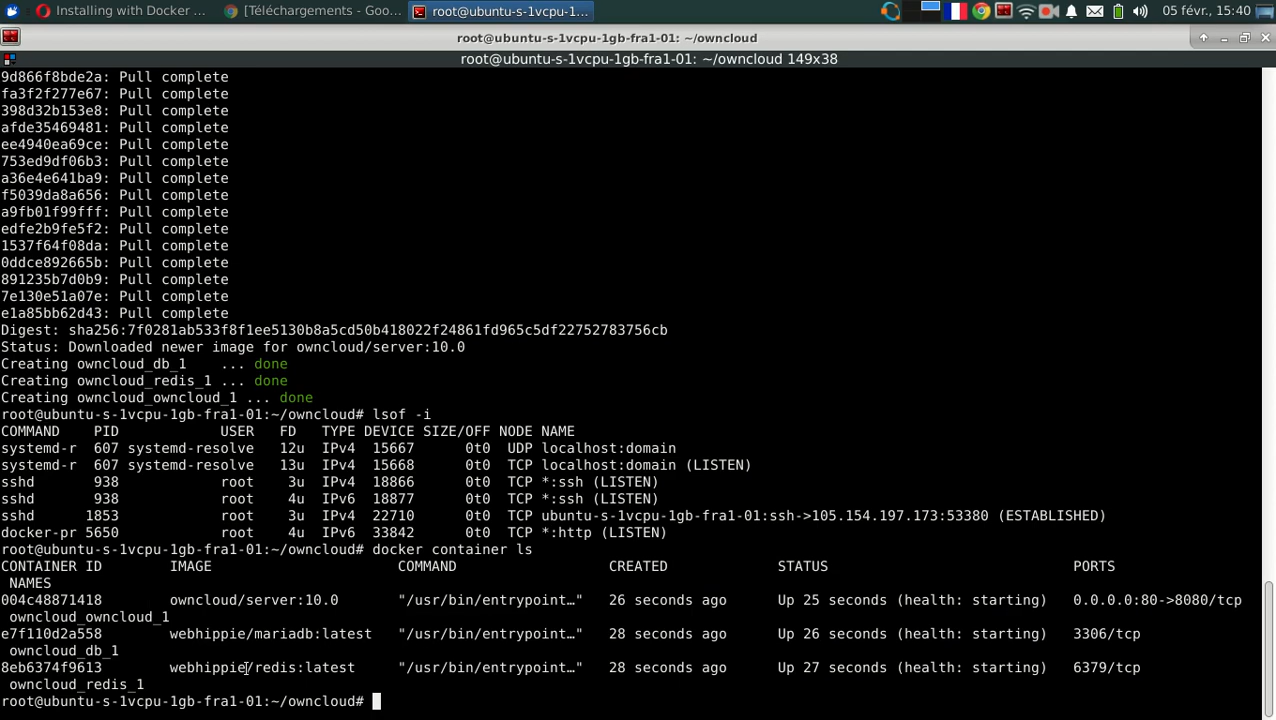 Installing with Docker ...
[Téléchargements - Goo...
root@ubuntu-s-1vcpu-1...
05 févr., 15:40
root@ubuntu-s-1vcpu-1gb-fra1-01: ~/owncloud
root@ubuntu-s-1vcpu-1gb-fra1-01: ~/owncloud 149x38
9d866f8bde2a: Pull complete
fa3f2f277e67: Pull complete
398d32b153e8: Pull complete
afde35469481: Pull complete
ee4940ea69ce: Pull complete
753ed9df06b3: Pull complete
a36e4e641ba9: Pull complete
f5039da8a656: Pull complete
a9fb01f99fff: Pull complete
edfe2b9fe5f2: Pull complete
1537f64f08da: Pull complete
0ddce892665b: Pull complete
891235b7d0b9: Pull complete
7e130e51a07e: Pull complete
e1a85bb62d43: Pull complete
Digest: sha256:7f0281ab533f8f1ee5130b8a5cd50b418022f24861fd965c5df22752783756cb
Status: Downloaded newer image for owncloud/server:10.0
Creating owncloud_db_1    ... done
Creating owncloud_redis_1 ... done
Creating owncloud_owncloud_1 ... done
root@ubuntu-s-1vcpu-1gb-fra1-01:~/owncloud# lsof -i
COMMAND    PID            USER   FD   TYPE DEVICE SIZE/OFF NODE NAME
systemd-r  607 systemd-resolve   12u  IPv4  15667      0t0  UDP localhost:domain
systemd-r  607 systemd-resolve   13u  IPv4  15668      0t0  TCP localhost:domain (LISTEN)
sshd       938            root    3u  IPv4  18866      0t0  TCP *:ssh (LISTEN)
sshd       938            root    4u  IPv6  18877      0t0  TCP *:ssh (LISTEN)
sshd      1853            root    3u  IPv4  22710      0t0  TCP ubuntu-s-1vcpu-1gb-fra1-01:ssh->105.154.197.173:53380 (ESTABLISHED)
docker-pr 5650            root    4u  IPv6  33842      0t0  TCP *:http (LISTEN)
root@ubuntu-s-1vcpu-1gb-fra1-01:~/owncloud# docker container ls
CONTAINER ID        IMAGE                      COMMAND                  CREATED             STATUS                             PORTS
NAMES
004c48871418        owncloud/server:10.0       "/usr/bin/entrypoint…"   26 seconds ago      Up 25 seconds (health: starting)   0.0.0.0:80->8080/tcp
owncloud_owncloud_1
e7f110d2a558        webhippie/mariadb:latest   "/usr/bin/entrypoint…"   28 seconds ago      Up 26 seconds (health: starting)   3306/tcp
owncloud_db_1
8eb6374f9613        webhippie/redis:latest     "/usr/bin/entrypoint…"   28 seconds ago      Up 27 seconds (health: starting)   6379/tcp
owncloud_redis_1
root@ubuntu-s-1vcpu-1gb-fra1-01:~/owncloud#